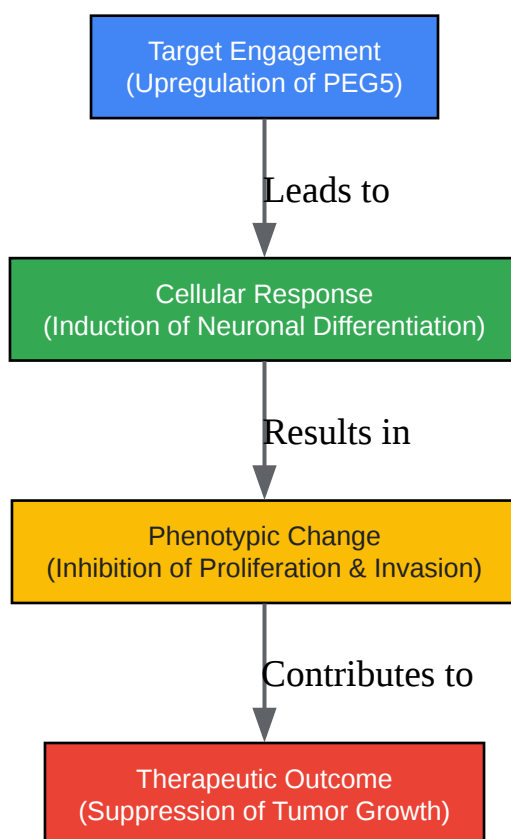 Target Engagement
(Upregulation of PEG5)
Leads to
Cellular Response
(Induction of Neuronal Differentiation)
Results in
Phenotypic Change
(Inhibition of Proliferation & Invasion)
Contributes to
Therapeutic Outcome
(Suppression of Tumor Growth)